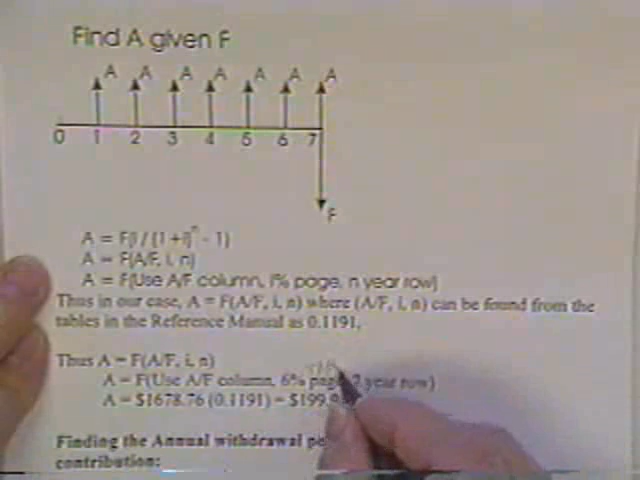 Find A given F
A A A A A A A
0 1 2 3 4 5 6 7
F
A = F(i / (1 +i)ⁿ - 1)
A = F(A/F, i, n)
A = F(Use A/F column, i% page, n year row)
Thus in our case, A = F(A/F, i, n) where (A/F, i, n) can be found from the
tables in the Reference Manual as 0.1191.
Thus A = F(A/F, i, n)
A = F(Use A/F column, 6% page, 7 year row)
A = $1678.76 (0.1191) = $199.9
Finding the Annual withdrawal
contribution: